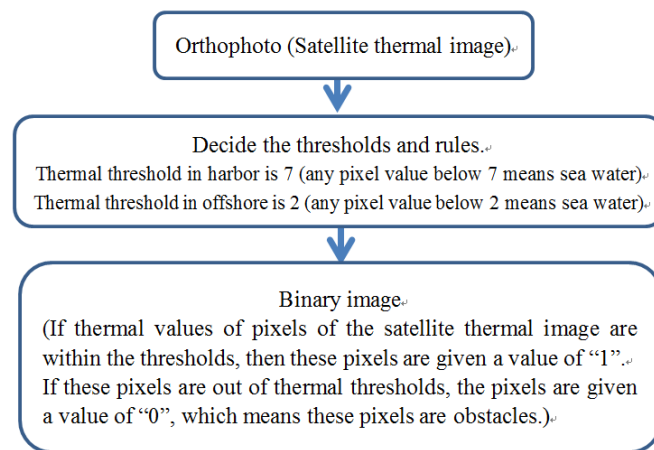 Orthophoto (Satellite thermal image)
Decide the thresholds and rules.
Thermal threshold in harbor is 7 (any pixel value below 7 means sea water)
Thermal threshold in offshore is 2 (any pixel value below 2 means sea water)
Binary image
(If thermal values of pixels of the satellite thermal image are
within the thresholds, then these pixels are given a value of “1”.
If these pixels are out of thermal thresholds, the pixels are given
a value of “0”, which means these pixels are obstacles.)